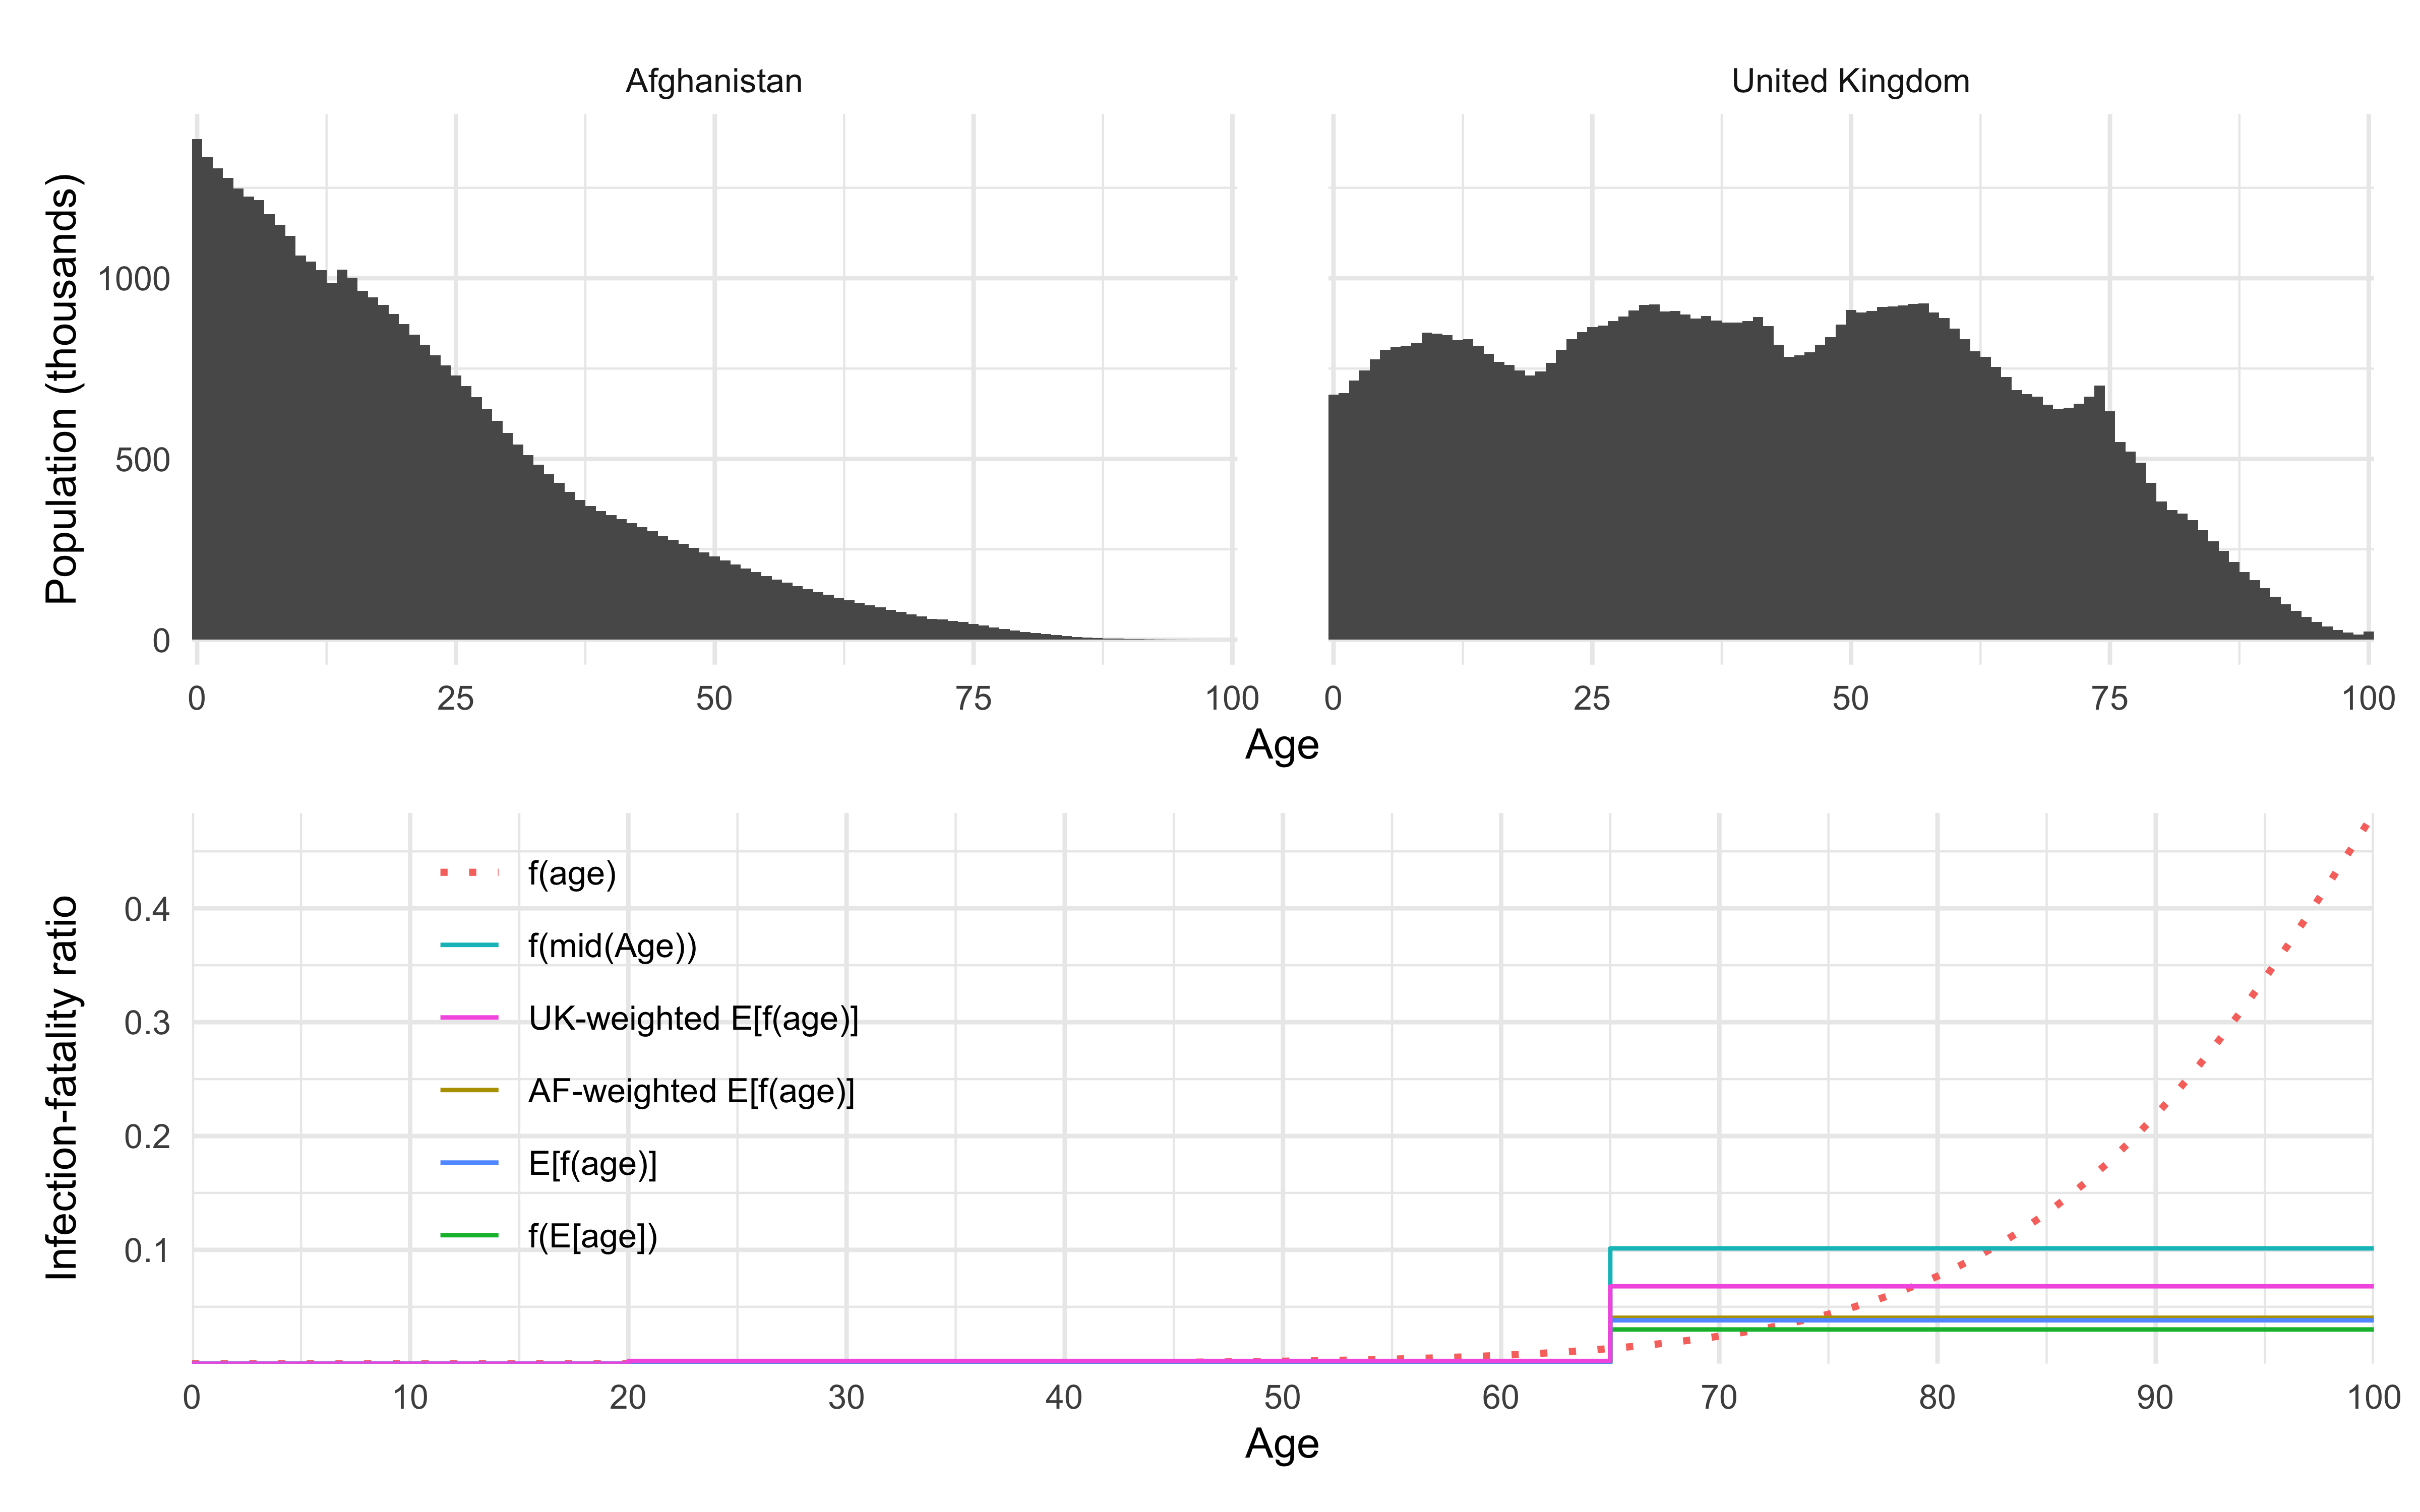 Afghanistan
United Kingdom
Population (thousands)
1000
500
0
0 25 50 75 100
0 25 50 75 100
Age
Infection-fatality ratio
0.4
0.3
0.2
0.1
f(age)
f(mid(Age))
UK-weighted E[f(age)]
AF-weighted E[f(age)]
E[f(age)]
f(E[age])
0 10 20 30 40 50 60 70 80 90 100
Age